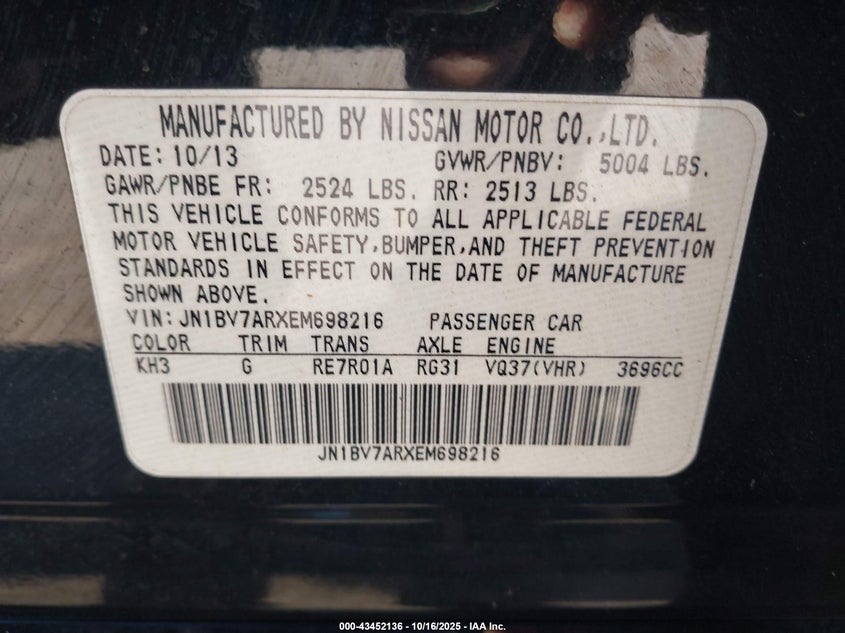 MANUFACTURED BY NISSAN MOTOR CO.,LTD.
DATE: 10/13 GVWR/PNBV: 5004 LBS.
GAWR/PNBE FR: 2524 LBS. RR: 2513 LBS.
THIS VEHICLE CONFORMS TO ALL APPLICABLE FEDERAL
MOTOR VEHICLE SAFETY,BUMPER,AND THEFT PREVENTION
STANDARDS IN EFFECT ON THE DATE OF MANUFACTURE
SHOWN ABOVE.
VIN: JN1BV7ARXEM698216 PASSENGER CAR
COLOR TRIM TRANS AXLE ENGINE
KH3 G RE7R01A RG31 VQ37(VHR) 3696CC
JN1BV7ARXEM698216
000-43452136 - 10/16/2025 - IAA Inc.